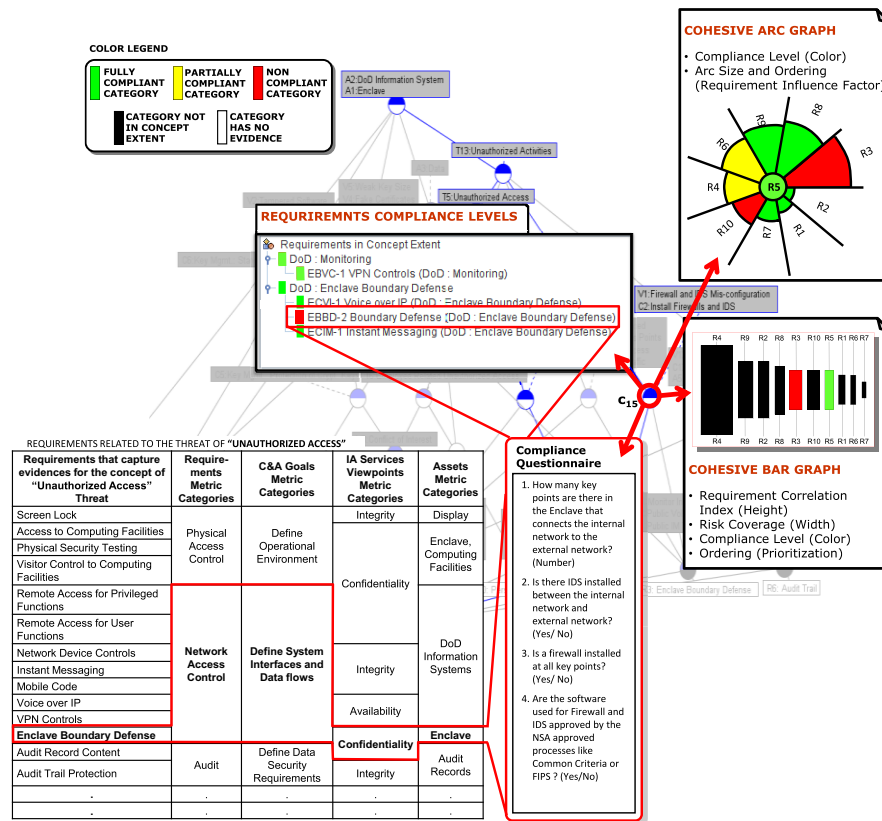 COLOR LEGEND
FULLY
COMPLIANT
CATEGORY
PARTIALLY
COMPLIANT
CATEGORY
NON
COMPLIANT
CATEGORY
CATEGORY NOT
IN CONCEPT
EXTENT
CATEGORY
HAS NO
EVIDENCE
A2:DoD Information System
A1:Enclave
T13:Unauthorized Activities
T5:Unauthorized Access
REQURIREMNTS COMPLIANCE LEVELS
Requirements in Concept Extent
DoD : Monitoring
EBVC-1 VPN Controls (DoD : Monitoring)
DoD : Enclave Boundary Defense
ECVI-1 Voice over IP (DoD : Enclave Boundary Defense)
EBBD-2 Boundary Defense (DoD : Enclave Boundary Defense)
ECIM-1 Instant Messaging (DoD : Enclave Boundary Defense)
V1:Firewall and IDS Mis-configuration
C2:Install Firewalls and IDS
C15
COHESIVE ARC GRAPH
• Compliance Level (Color)
• Arc Size and Ordering
(Requirement Influence Factor)
R9
R8
R6
R3
R4
R5
R2
R10
R7
R1
R4 R9 R2 R8 R3 R10 R5 R1 R6 R7
R4 R9 R2 R8 R3 R10 R5 R1 R6 R7
COHESIVE BAR GRAPH
• Requirement Correlation
Index (Height)
• Risk Coverage (Width)
• Compliance Level (Color)
• Ordering (Prioritization)
R3: Enclave Boundary Defense
R6: Audit Trail
REQUIREMENTS RELATED TO THE THREAT OF “UNAUTHORIZED ACCESS”
Requirements that capture
evidences for the concept of
“Unauthorized Access”
Threat
Require-
ments
Metric
Categories
C&A Goals
Metric
Categories
IA Services
Viewpoints
Metric
Categories
Assets
Metric
Categories
Screen Lock
Access to Computing Facilities
Physical Security Testing
Visitor Control to Computing
Facilities
Remote Access for Privileged
Functions
Remote Access for User
Functions
Network Device Controls
Instant Messaging
Mobile Code
Voice over IP
VPN Controls
Enclave Boundary Defense
Audit Record Content
Audit Trail Protection
.
.
Physical
Access
Control
Network
Access
Control
Audit
.
.
Define
Operational
Environment
Define System
Interfaces and
Data flows
Define Data
Security
Requirements
.
.
Integrity
Confidentiality
Integrity
Availability
Confidentiality
Integrity
.
.
Display
Enclave,
Computing
Facilities
DoD
Information
Systems
Enclave
Audit
Records
.
.
Compliance
Questionnaire
1. How many key
points are there in
the Enclave that
connects the internal
network to the
external network?
(Number)
2. Is there IDS installed
between the internal
network and
external network?
(Yes/ No)
3. Is a firewall installed
at all key points?
(Yes/ No)
4. Are the software
used for Firewall and
IDS approved by the
NSA approved
processes like
Common Criteria or
FIPS ? (Yes/No)